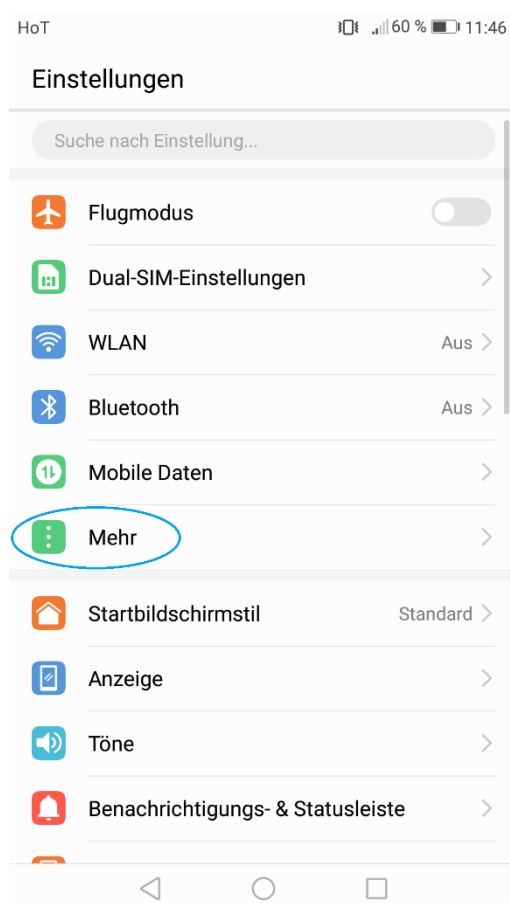 HoT 60 % 11:46
Einstellungen
Suche nach Einstellung...
Flugmodus
Dual-SIM-Einstellungen
WLAN Aus
Bluetooth Aus
Mobile Daten
Mehr
Startbildschirmstil Standard
Anzeige
Töne
Benachrichtigungs- & Statusleiste